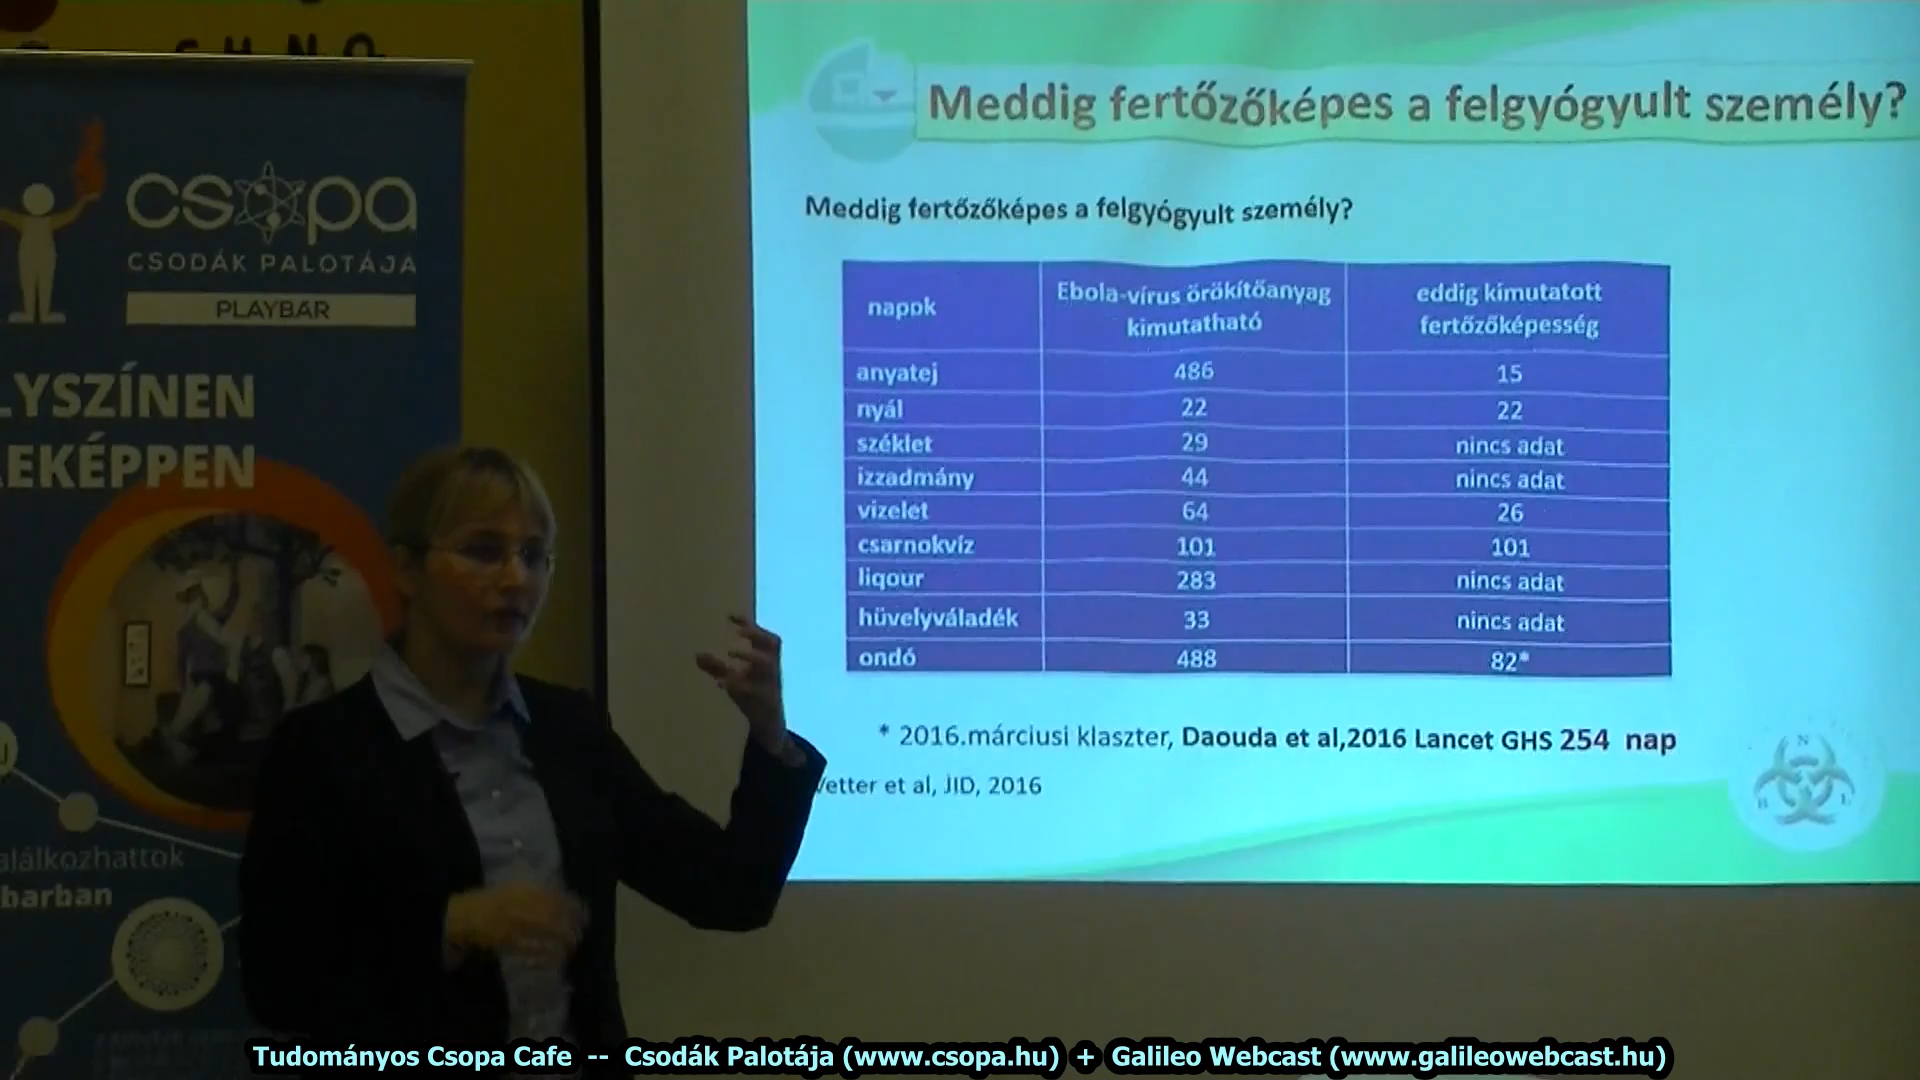 CSOPA
CSODÁK PALOTÁJA
PLAYBAR
LYSZÍNEN
EKÉPPEN
álkozhattok
barban
Meddig fertőzőképes a felgyógyult személy?
Meddig fertőzőképes a felgyógyult személy?
napok Ebola-vírus örökítőanyag kimutatható eddig kimutatott fertőzőképesség
anyatej 486 15
nyál 22 22
széklet 29 nincs adat
izzadmány 44 nincs adat
vizelet 64 26
csarnokvíz 101 101
liqour 283 nincs adat
hüvelyváladék 33 nincs adat
ondó 488 82*
* 2016.márciusi klaszter, Daouda et al,2016 Lancet GHS 254 nap
Vetter et al, JID, 2016
N
B L
Tudományos Csopa Cafe -- Csodák Palotája (www.csopa.hu) + Galileo Webcast (www.galileowebcast.hu)